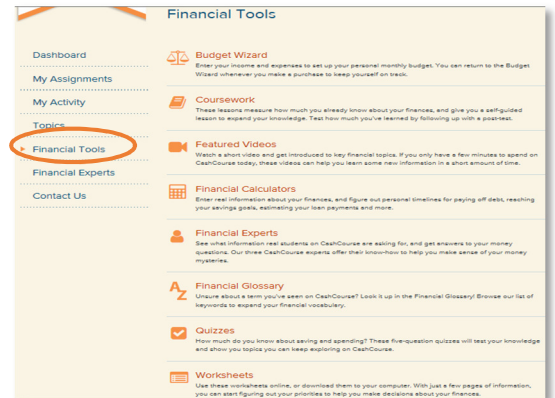 Financial Tools
Dashboard
My Assignments
My Activity
Topics
Financial Tools
Financial Experts
Contact Us
Budget Wizard
Enter your income and expenses to set up your personal monthly budget. You can return to the Budget
Wizard whenever you make a purchase to keep yourself on track.
Coursework
These lessons measure how much you already know about your finances, and give you a self-guided
lesson to expand your knowledge. Test how much you've learned by following up with a post-test.
Featured Videos
Watch a short video and get introduced to key financial topics. If you only have a few minutes to spend on
CashCourse today, these videos can help you learn some new information in a short amount of time.
Financial Calculators
Enter real information about your finances, and figure out personal timelines for paying off debt, reaching
your savings goals, estimating your loan payments and more.
Financial Experts
See what information real students on CashCourse are asking for, and get answers to your money
questions. Our three CashCourse experts offer their know-how to help you make sense of your money
mysteries.
A Z
Financial Glossary
Unsure about a term you've seen on CashCourse? Look it up in the Financial Glossary! Browse our list of
keywords to expand your financial vocabulary.
Quizzes
How much do you know about saving and spending? These five-question quizzes will test your knowledge
and show you topics you can keep exploring on CashCourse.
Worksheets
Use these worksheets online, or download them to your computer. With just a few pages of information,
you can start figuring out your priorities to help you make decisions about your finances.